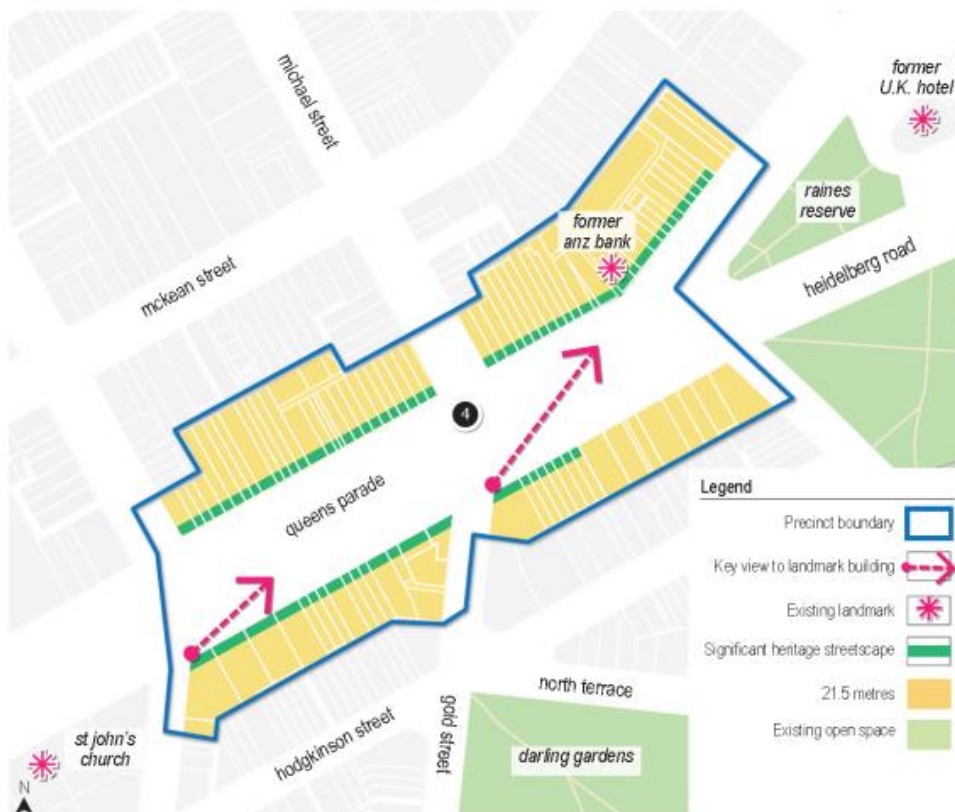 michael street
former
U.K. hotel
raines
reserve
former
anz bank
heidelberg road
mckean street
4
queens parade
Legend
Precinct boundary
Key view to landmark building
Existing landmark
Significant heritage streetscape
21.5 metres
Existing open space
north terrace
gold street
hodgkinson street
darling gardens
st john's
church
N